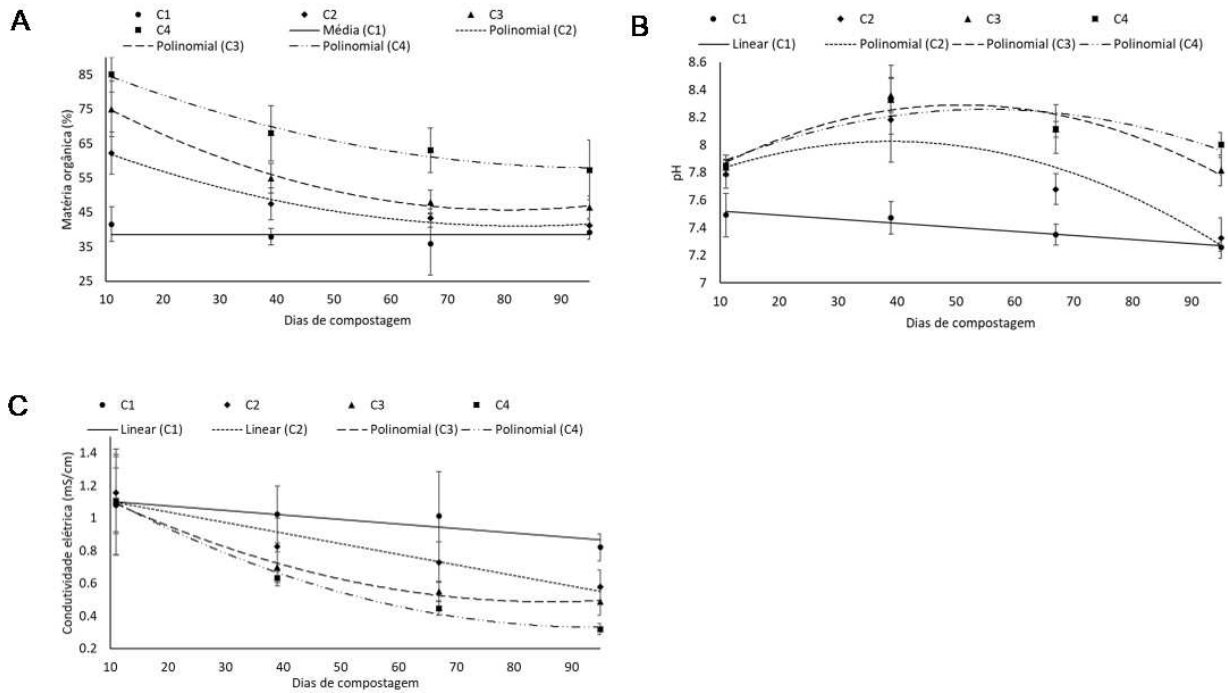 A
C1 C2 C3
C4 Média (C1) Polinomial (C2)
Polinomial (C3) Polinomial (C4)
Matéria orgânica (%)
85
75
65
55
45
35
25
10 20 30 40 50 60 70 80 90
Dias de compostagem
B
C1 C2 C3 C4
Linear (C1) Polinomial (C2) Polinomial (C3) Polinomial (C4)
pH
8.6
8.4
8.2
8
7.8
7.6
7.4
7.2
7
10 20 30 40 50 60 70 80 90
Dias de compostagem
C
C1 C2 C3 C4
Linear (C1) Linear (C2) Polinomial (C3) Polinomial (C4)
Condutividade elétrica (mS/cm)
1.4
1.2
1
0.8
0.6
0.4
0.2
10 20 30 40 50 60 70 80 90
Dias de compostagem